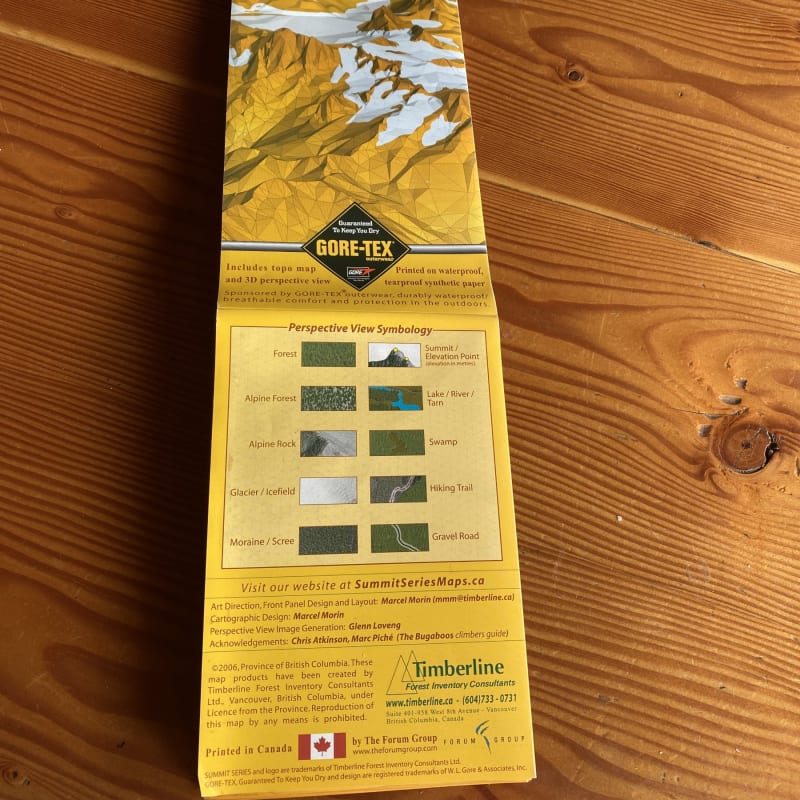 Guaranteed
To Keep You Dry
GORE-TEX®
outerwear
GORE
Includes topo map
and 3D perspective view
Printed on waterproof,
tearproof synthetic paper
Sponsored by GORE-TEX® outerwear, durably waterproof/
breathable comfort and protection in the outdoors.
Perspective View Symbology
Forest
Summit /
Elevation Point
(elevation in metres)
Alpine Forest
Lake / River /
Tarn
Alpine Rock
Swamp
Glacier / Icefield
Hiking Trail
Moraine / Scree
Gravel Road
Visit our website at SummitSeriesMaps.ca
Art Direction, Front Panel Design and Layout: Marcel Morin (mmm@timberline.ca)
Cartographic Design: Marcel Morin
Perspective View Image Generation: Glenn Loveng
Acknowledgements: Chris Atkinson, Marc Piché (The Bugaboos climbers guide)
©2006, Province of British Columbia. These
map products have been created by
Timberline Forest Inventory Consultants
Ltd., Vancouver, British Columbia, under
Licence from the Province. Reproduction of
this map by any means is prohibited.
Timberline
Forest Inventory Consultants
www.timberline.ca - (604)733 - 0731
Suite 401-958 West 8th Avenue - Vancouver
British Columbia, Canada
Printed in Canada
by The Forum Group
www.theforumgroup.com
FORUM GROUP
SUMMIT SERIES and logo are trademarks of Timberline Forest Inventory Consultants Ltd.
GORE-TEX, Guaranteed To Keep You Dry and design are registered trademarks of W. L. Gore & Associates, Inc.